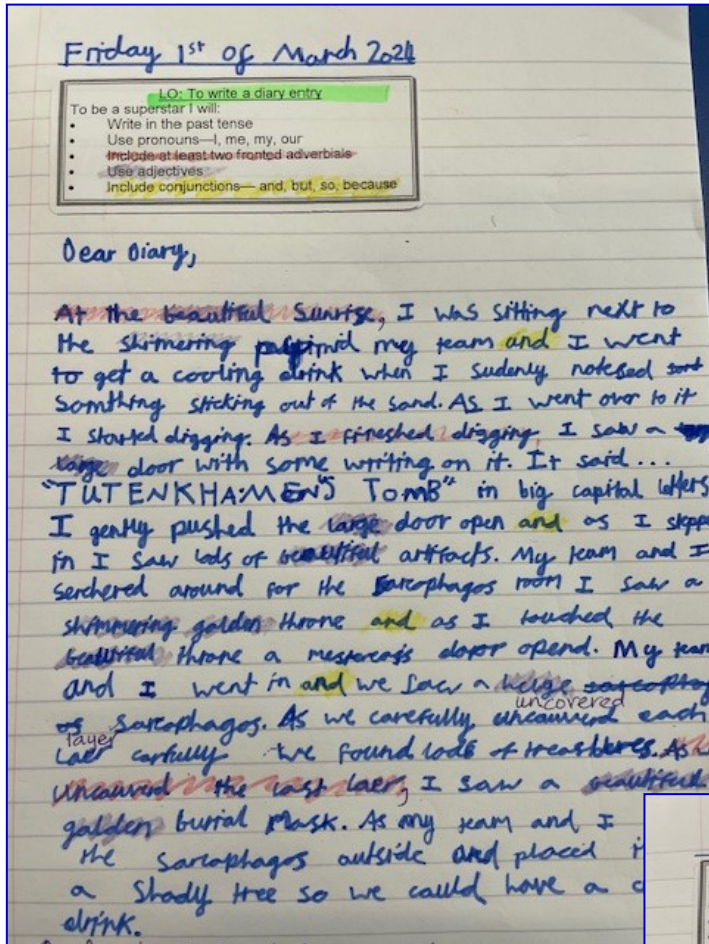 Friday 1st of March 2024
LO: To write a diary entry
To be a superstar I will:
• Write in the past tense
• Use pronouns—I, me, my, our
• Include at least two fronted adverbials
• Use adjectives
• Include conjunctions— and, but, so, because
Dear Diary,
At the beautiful Sunrise, I was sitting next to
the shimering my team and I went
to get a cooling drink when I sudenly notesed
Somthing sticking out of the sand. As I went over to it
I started digging. As I fineshed digging, I saw a
large door with some writing on it. It said...
"TUTENKHAMEN'S TOMB" in big capital letters
I gently pushed the large door open and as I
in I saw lods of beautiful artifacts. My team and I
serchered around for the Sarcophagos room I saw a
shimmering golden throne and as I touched the
beautiful throne a door opend. My team
and I went in and we saw a huge
uncovered
Sarcophagos. As we carefully uncauverd each
layer
laer carfully we found lods of treasures. As
uncauverd the last laer, I saw a beautiful
golden burial Mask. As my team and I
the Sarcophagos outside and placed
a Shady tree so we could have a
drink.